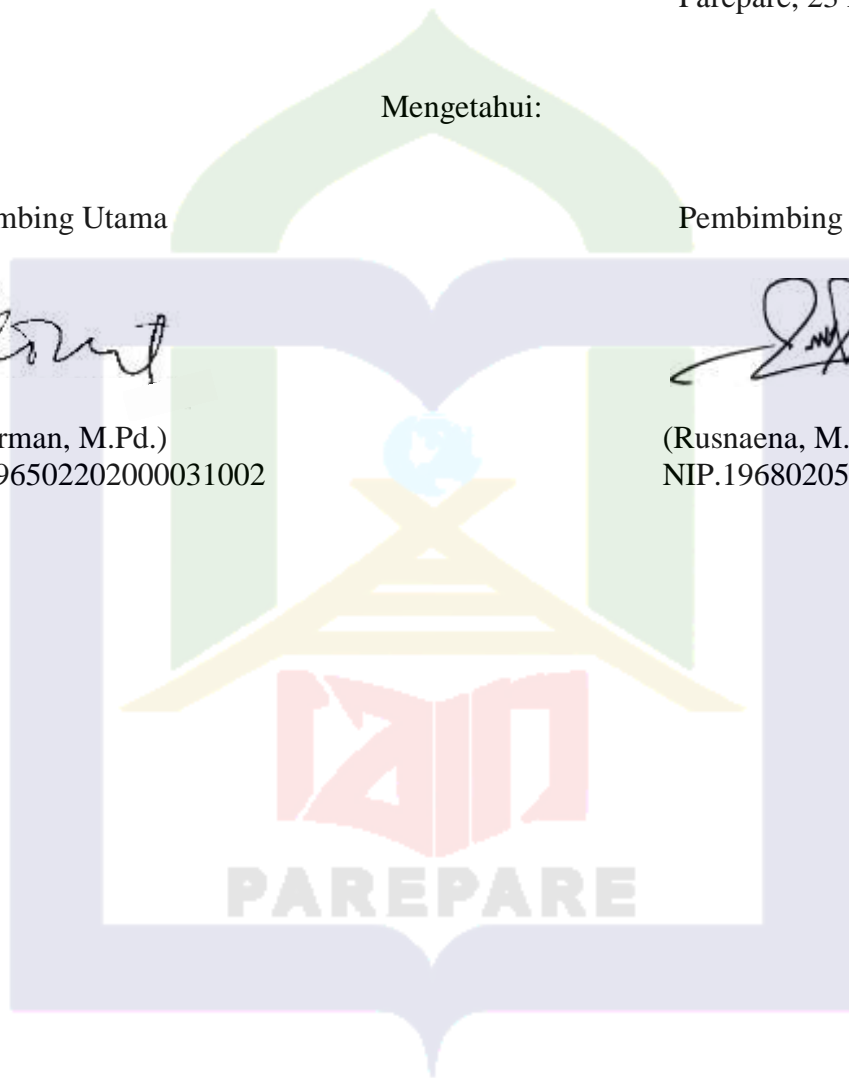 Parepare, 23
Mengetahui:
mbing Utama
Pembimbing
rman, M.Pd.)
(Rusnaena, M.
96502202000031002
NIP.19680205
PAREPARE